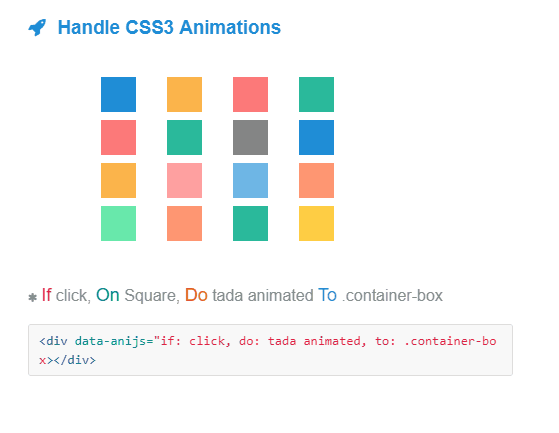 Handle CSS3 Animations
✱ If click, On Square, Do tada animated To .container-box
<div data-anijs="if: click, do: tada animated, to: .container-bo
x></div>